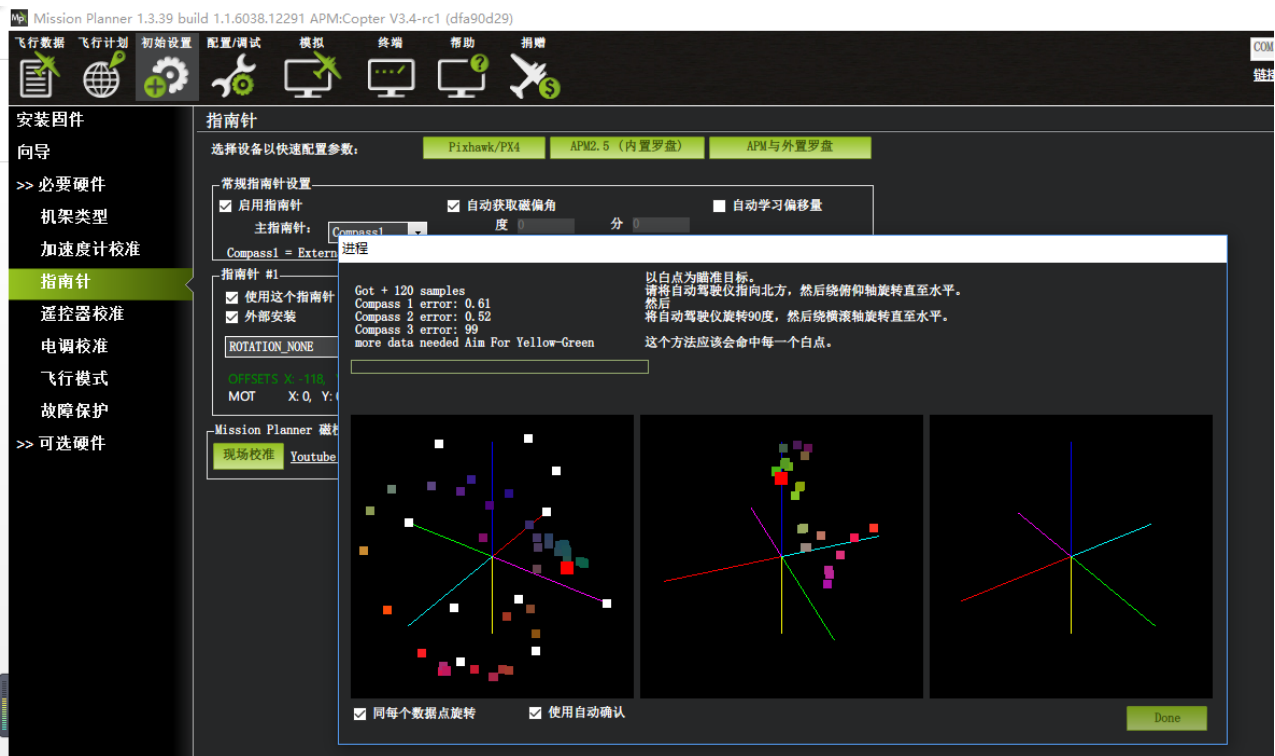 Mission Planner 1.3.39 build 1.1.6038.12291 APM:Copter V3.4-rc1 (dfa90d29)
飞行数据 飞行计划 初始设置 配置/调试 模拟 终端 帮助 捐赠
COM
安装固件
向导
>> 必要硬件
机架类型
加速度计校准
指南针
遥控器校准
电调校准
飞行模式
故障保护
>> 可选硬件
指南针
选择设备以快速配置参数: Pixhawk/PX4 APM2.5 (内置罗盘) APM与外置罗盘
常规指南针设置
启用指南针 自动获取磁偏角 自动学习偏移量
主指南针: Compass1 度 0 分 0
Compass1 = Extern
指南针 #1
使用这个指南针
外部安装
ROTATION_NONE
OFFSETS X: -118,
MOT X: 0, Y:
Mission Planner
现场校准 Youtube
进程
Got + 120 samples
Compass 1 error: 0.61
Compass 2 error: 0.52
Compass 3 error: 99
more data needed Aim For Yellow-Green
以白点为瞄准目标。
请将自动驾驶仪指向北方, 然后绕俯仰轴旋转直至水平。
然后
将自动驾驶仪旋转90度, 然后绕横滚轴旋转直至水平。
这个方法应该会命中每一个白点。
同每个数据点旋转 使用自动确认
Done